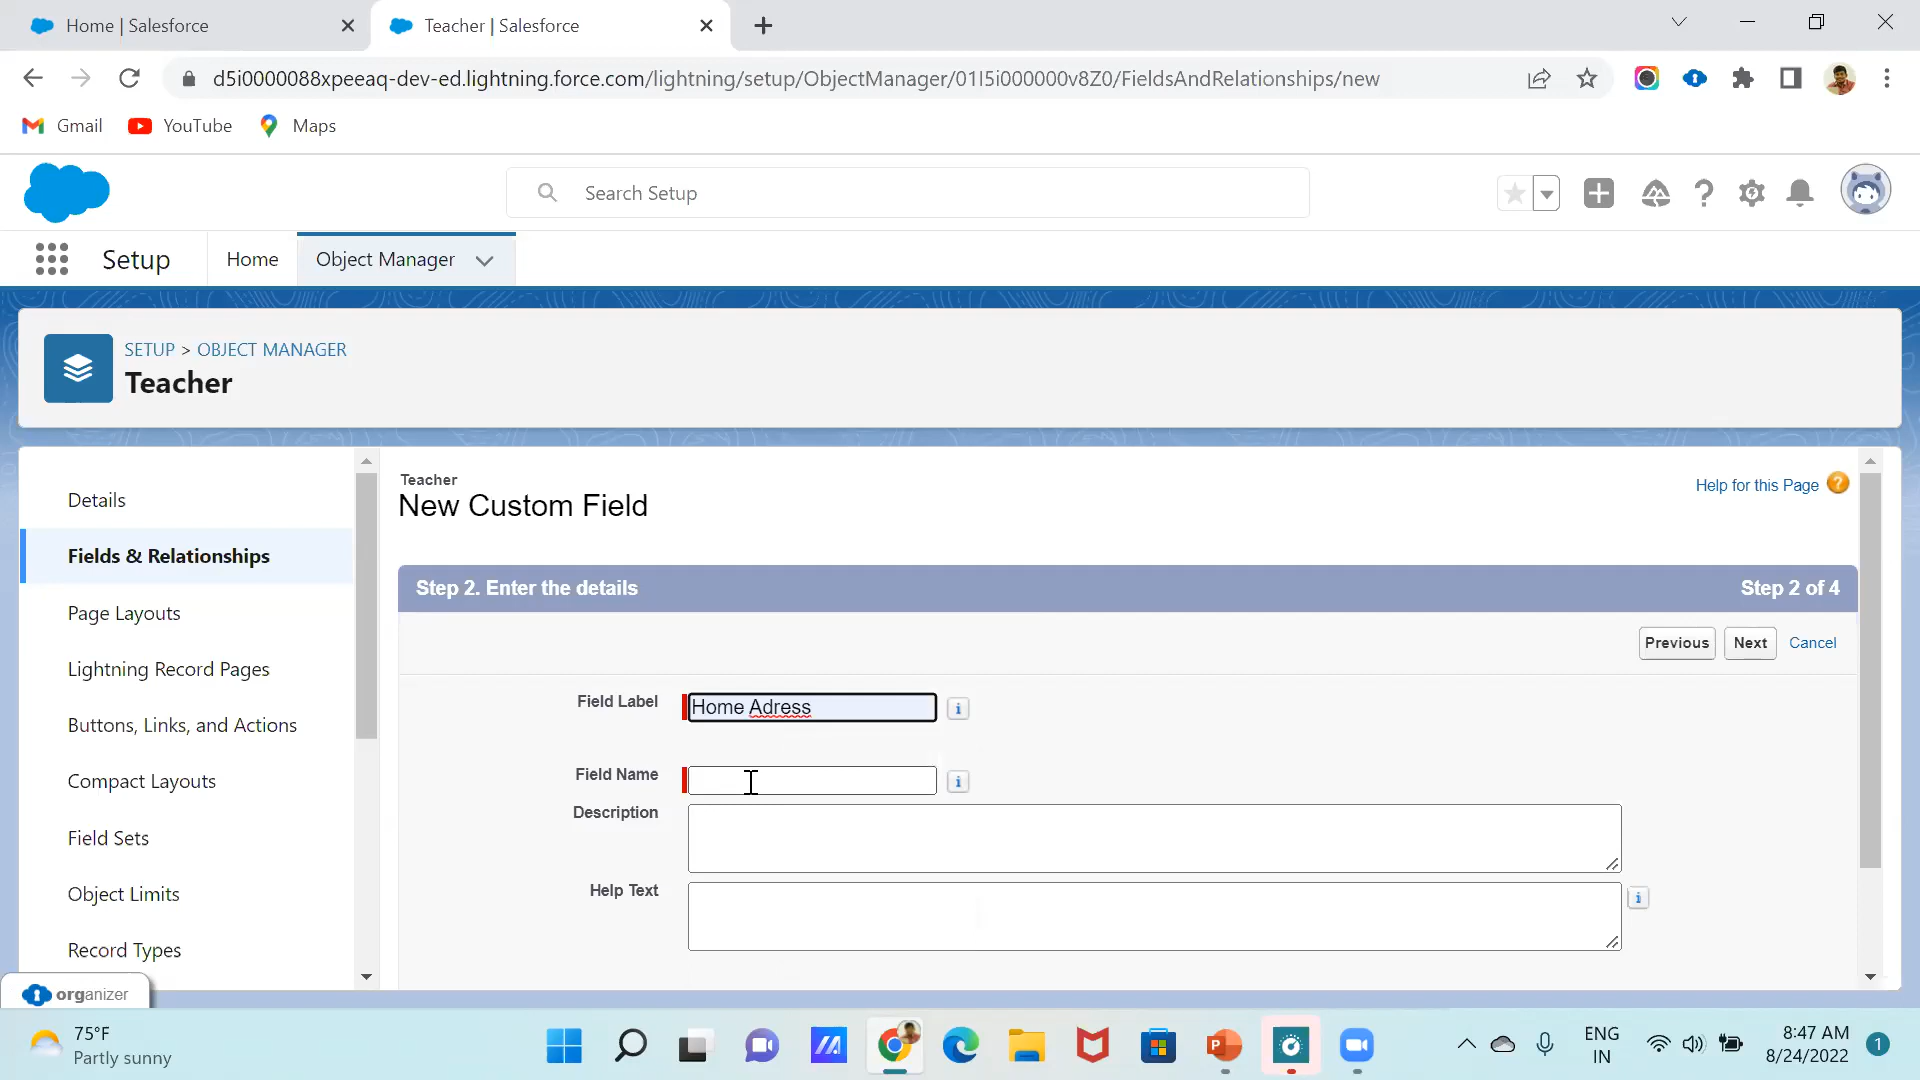 Home | Salesforce
Teacher | Salesforce
d5i0000088xpeeaq-dev-ed.lightning.force.com/lightning/setup/ObjectManager/01I5i000000v8Z0/FieldsAndRelationships/new
Gmail YouTube Maps
Search Setup
Setup Home Object Manager
SETUP > OBJECT MANAGER
Teacher
Details
Fields & Relationships
Page Layouts
Lightning Record Pages
Buttons, Links, and Actions
Compact Layouts
Field Sets
Object Limits
Record Types
Teacher
New Custom Field
Help for this Page ?
Step 2. Enter the details Step 2 of 4
Previous Next Cancel
Field Label Home Adress i
Field Name i
Description
Help Text i
organizer
75°F
Partly sunny
ENG
IN
8:47 AM
8/24/2022
1